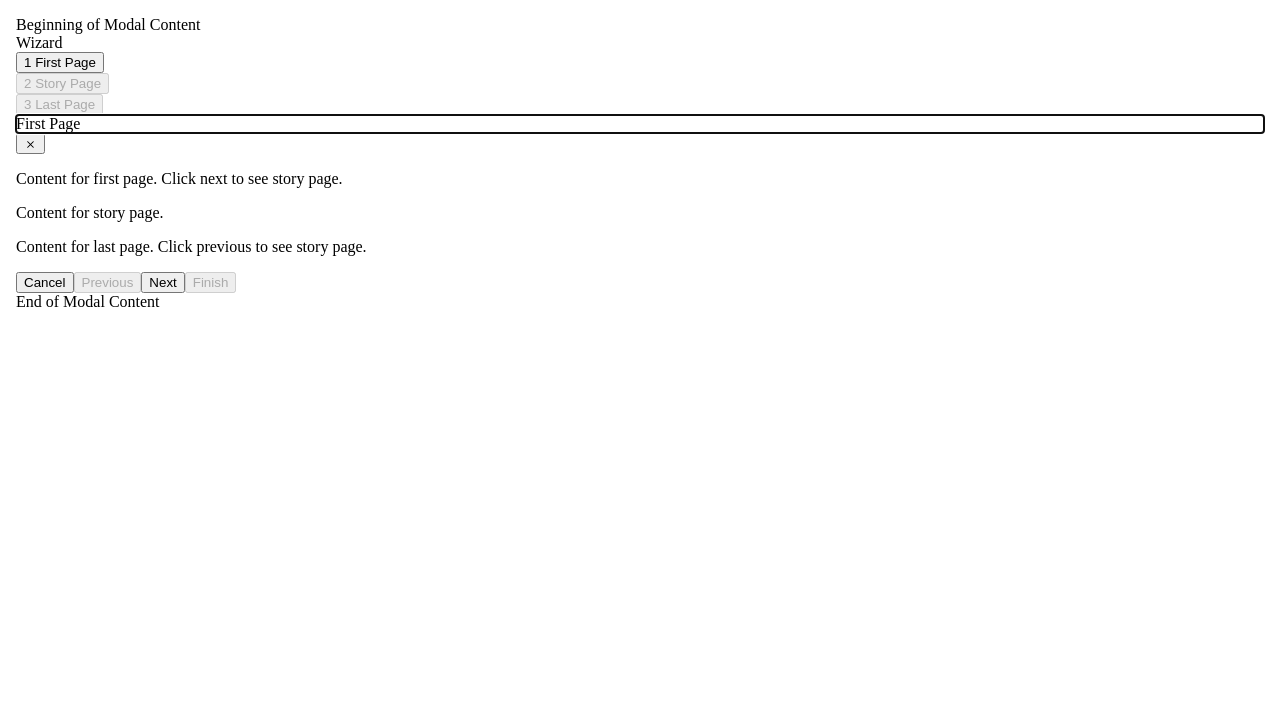 Beginning of Modal Content
Wizard
1 First Page
2 Story Page
3 Last Page
First Page
×
Content for first page. Click next to see story page.
Content for story page.
Content for last page. Click previous to see story page.
Cancel Previous Next Finish
End of Modal Content